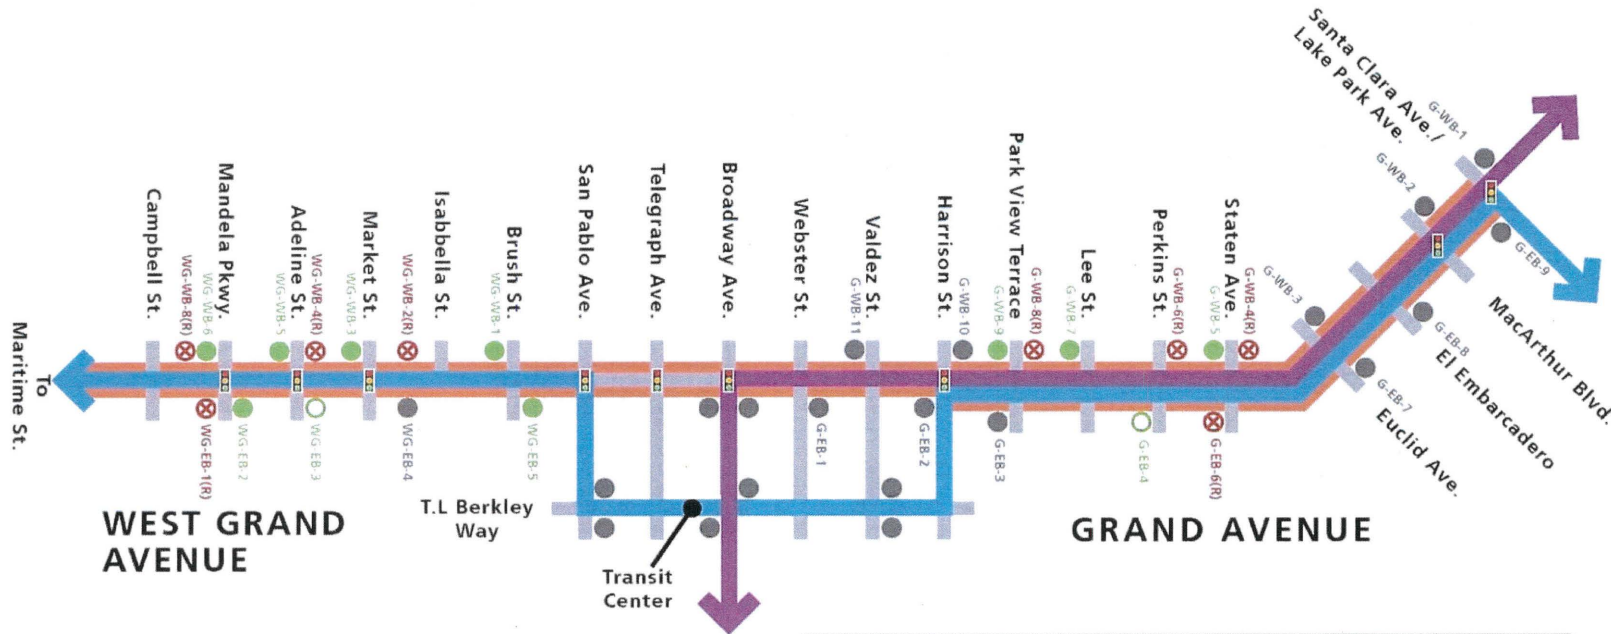 Santa Clara Ave./
Lake Park Ave.
G-WB-1
G-WB-2
G-WB-3
G-EB-9
MacArthur Blvd.
G-EB-8
El Embarcadero
G-EB-7
Euclid Ave.
Campbell St.
Mandela Pkwy.
Adeline St.
Market St.
Isabbella St.
Brush St.
San Pablo Ave.
Telegraph Ave.
Broadway Ave.
Webster St.
Valdez St.
Harrison St.
Park View Terrace
Lee St.
Perkins St.
Staten Ave.
WG-WB-8(R)
WG-WB-6
WG-WB-5
WG-WB-4(R)
WG-WB-3
WG-WB-2(R)
WG-WB-1
G-WB-11
G-WB-10
G-WB-9
G-WB-8(R)
G-WB-7
G-WB-6(R)
G-WB-5
G-WB-4(R)
To
Maritime St.
WG-EB-1(R)
WG-EB-2
WG-EB-3
WG-EB-4
WG-EB-5
G-EB-1
G-EB-2
G-EB-3
G-EB-4
G-EB-6(R)
T.L Berkley
Way
WEST GRAND
AVENUE
GRAND AVENUE
Transit
Center